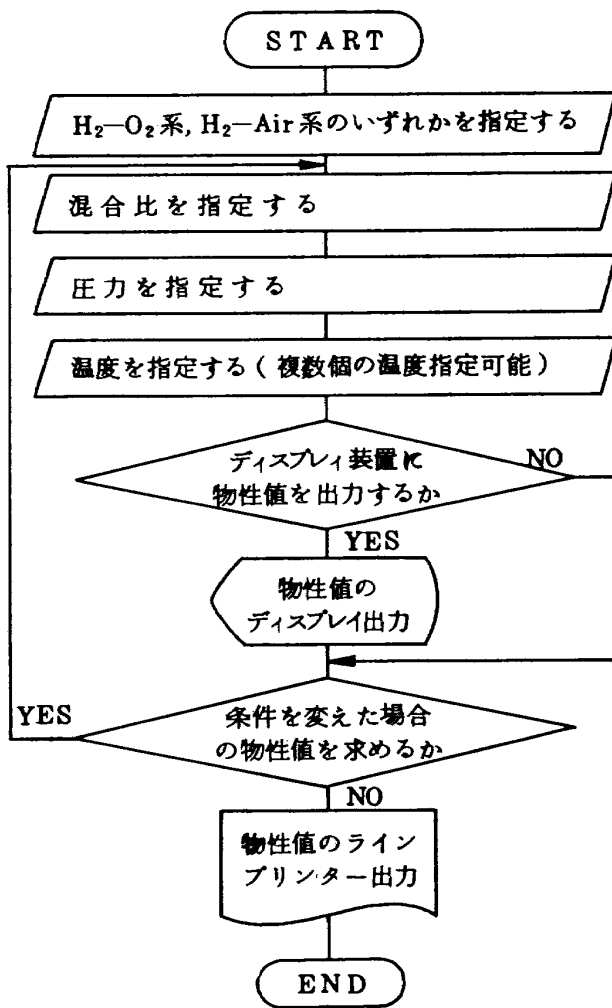 START
H₂−O₂系, H₂−Air系のいずれかを指定する
混合比を指定する
圧力を指定する
温度を指定する ( 複数個の温度指定可能 )
ディスプレィ装置に
物性値を出力するか
NO
YES
物性値の
ディスプレイ出力
YES
条件を変えた場合
の物性値を求めるか
NO
物性値のライン
プリンター出力
END